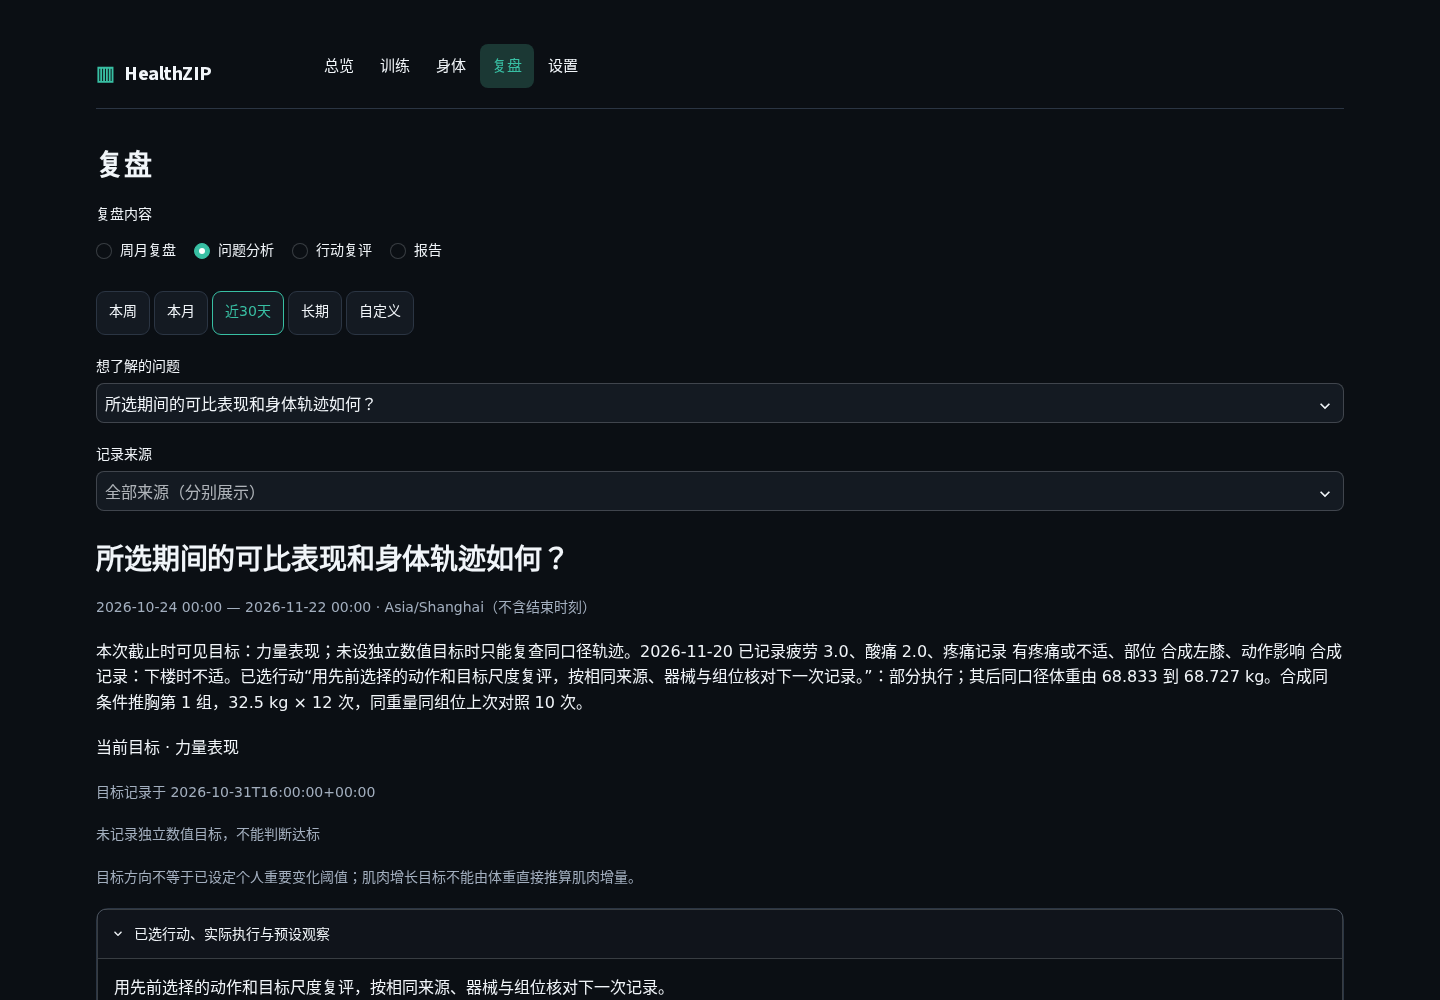 HealthZIP
总览 训练 身体 复盘 设置
复盘
复盘内容
周月复盘 问题分析 行动复评 报告
本周 本月 近30天 长期 自定义
想了解的问题
所选期间的可比表现和身体轨迹如何？
记录来源
全部来源（分别展示）
所选期间的可比表现和身体轨迹如何？
2026-10-24 00:00 — 2026-11-22 00:00 · Asia/Shanghai（不含结束时刻）
本次截止时可见目标：力量表现；未设独立数值目标时只能复查同口径轨迹。2026-11-20 已记录疲劳 3.0、酸痛 2.0、疼痛记录 有疼痛或不适、部位 合成左膝、动作影响 合成
记录：下楼时不适。已选行动“用先前选择的动作和目标尺度复评，按相同来源、器械与组位核对下一次记录。”：部分执行；其后同口径体重由 68.833 到 68.727 kg。合成同
条件推胸第 1 组，32.5 kg × 12 次，同重量同组位上次对照 10 次。
当前目标 · 力量表现
目标记录于 2026-10-31T16:00:00+00:00
未记录独立数值目标，不能判断达标
目标方向不等于已设定个人重要变化阈值；肌肉增长目标不能由体重直接推算肌肉增量。
已选行动、实际执行与预设观察
用先前选择的动作和目标尺度复评，按相同来源、器械与组位核对下一次记录。